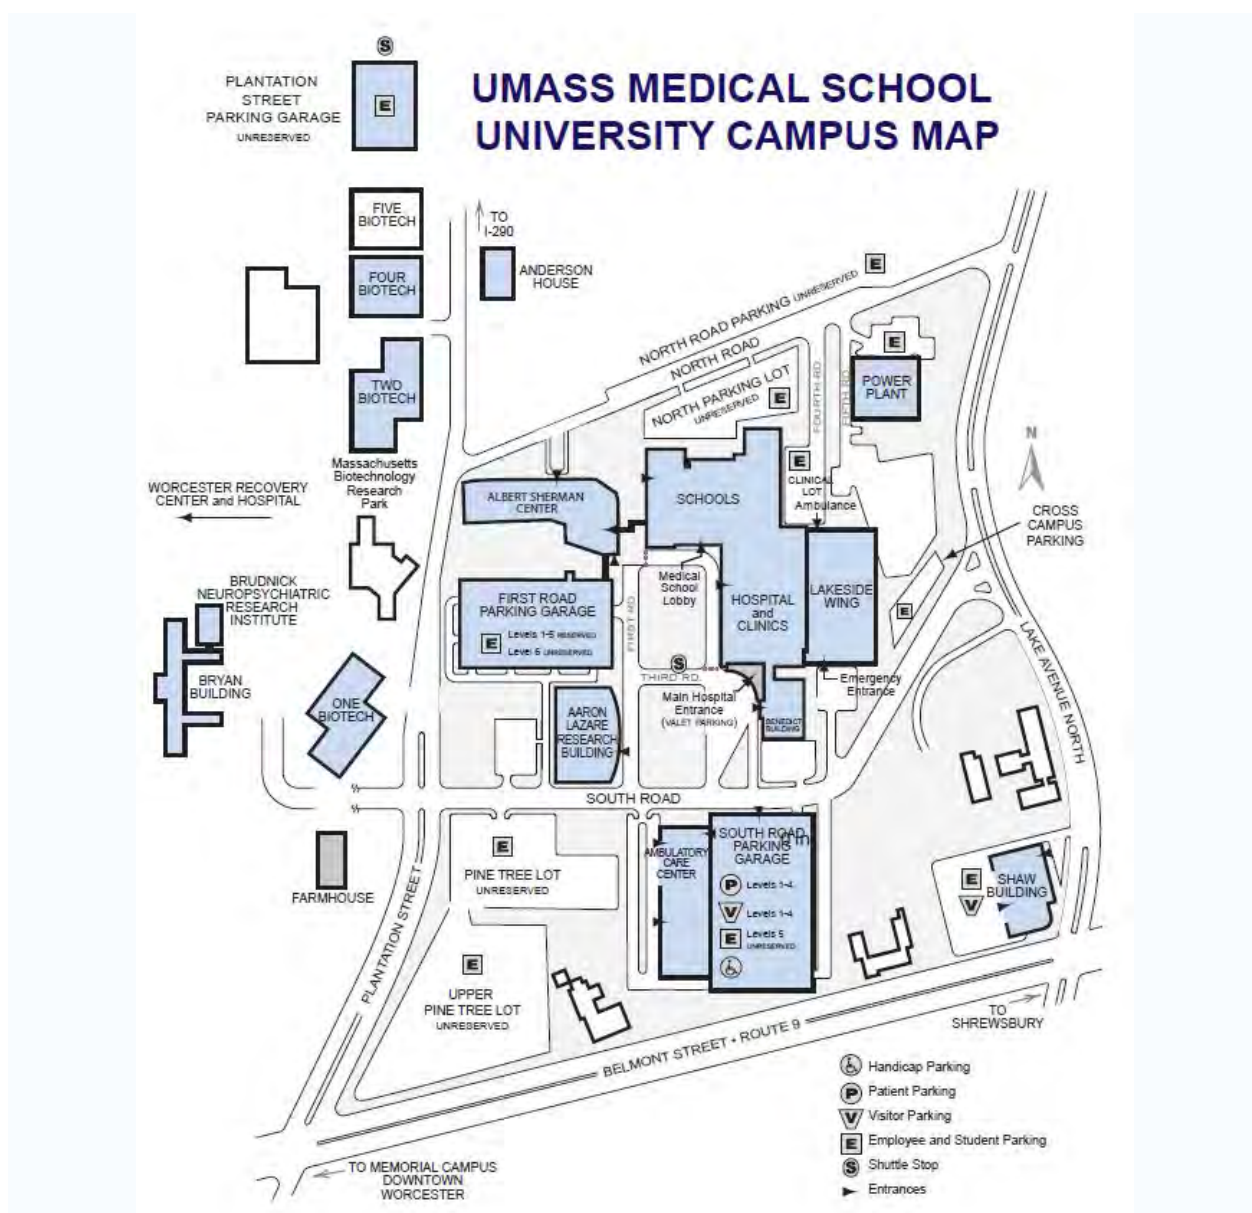 UMASS MEDICAL SCHOOL
UNIVERSITY CAMPUS MAP
S
PLANTATION
STREET
PARKING GARAGE
UNRESERVED
E
FIVE
BIOTECH
TO
I-290
FOUR
BIOTECH
ANDERSON
HOUSE
NORTH ROAD PARKING UNRESERVED
E
NORTH ROAD
NORTH PARKING LOT
UNRESERVED
E
FOURTH RD.
FIFTH RD.
E
POWER
PLANT
TWO
BIOTECH
Massachusetts
Biotechnology
Research
Park
WORCESTER RECOVERY
CENTER and HOSPITAL
N
ALBERT SHERMAN
CENTER
SCHOOLS
E
CLINICAL
LOT
Ambulance
CROSS
CAMPUS
PARKING
BRUDNICK
NEUROPSYCHIATRIC
RESEARCH
INSTITUTE
FIRST ROAD
PARKING GARAGE
E
Levels 1-5 RESERVED
Level 6 UNRESERVED
FIRST RD.
Medical
School
Lobby
HOSPITAL
and
CLINICS
LAKESIDE
WING
E
LAKE AVENUE NORTH
S
THIRD RD.
Main Hospital
Entrance
(VALET PARKING)
Emergency
Entrance
BRYAN
BUILDING
ONE
BIOTECH
AARON
LAZARE
RESEARCH
BUILDING
BENEDICT
BUILDING
SOUTH ROAD
FARMHOUSE
PLANTATION STREET
E
PINE TREE LOT
UNRESERVED
AMBULATORY
CARE
CENTER
SOUTH ROAD
PARKING
GARAGE
P Levels 1-4
V Levels 1-4
E Levels 5
UNRESERVED
E
V
SHAW
BUILDING
E
UPPER
PINE TREE LOT
UNRESERVED
BELMONT STREET • ROUTE 9
TO
SHREWSBURY
TO MEMORIAL CAMPUS
DOWNTOWN
WORCESTER
Handicap Parking
P Patient Parking
V Visitor Parking
E Employee and Student Parking
S Shuttle Stop
Entrances